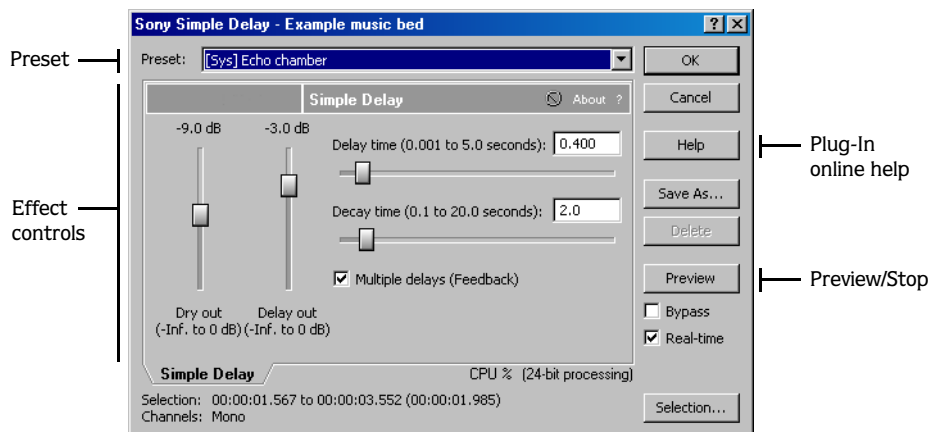 Sony Simple Delay - Example music bed
Preset
Preset: [Sys] Echo chamber
OK
Simple Delay About ?
Cancel
-9.0 dB -3.0 dB
Delay time (0.001 to 5.0 seconds): 0.400
Help
Plug-In
online help
Effect
controls
Decay time (0.1 to 20.0 seconds): 2.0
Save As...
Delete
Multiple delays (Feedback)
Preview
Preview/Stop
Dry out Delay out
(-Inf. to 0 dB) (-Inf. to 0 dB)
Bypass
Real-time
Simple Delay
CPU % (24-bit processing)
Selection: 00:00:01.567 to 00:00:03.552 (00:00:01.985)
Channels: Mono
Selection...